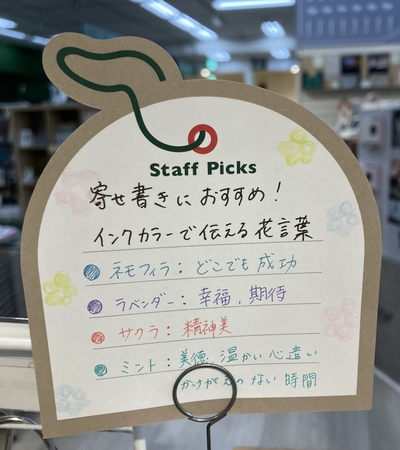 Staff Picks
寄せ書きにおすすめ!
インクカラーで伝える花言葉
ネモフィラ: どこでも成功
ラベンダー: 幸福、期待
サクラ: 精神美
ミント: 美徳、温かい心遣い
かけがえのない時間